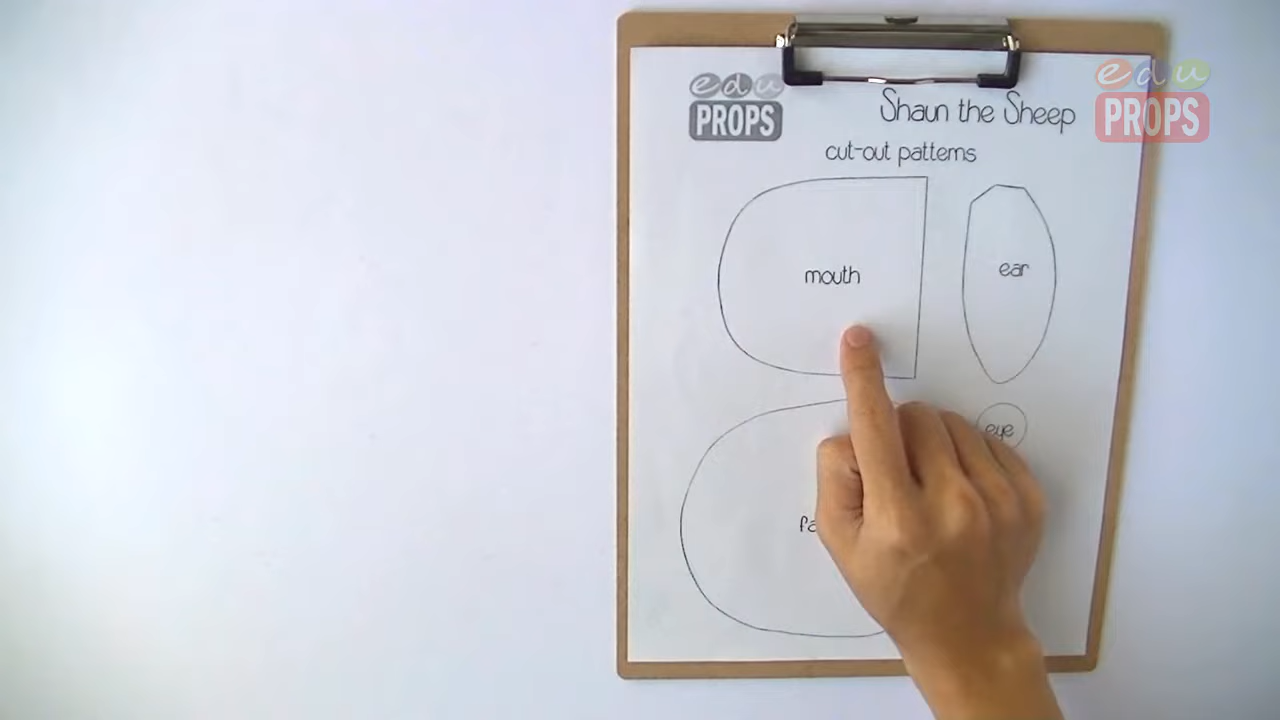 edu
PROPS
Shaun the Sheep
edu
PROPS
cut-out patterns
mouth
ear
eye